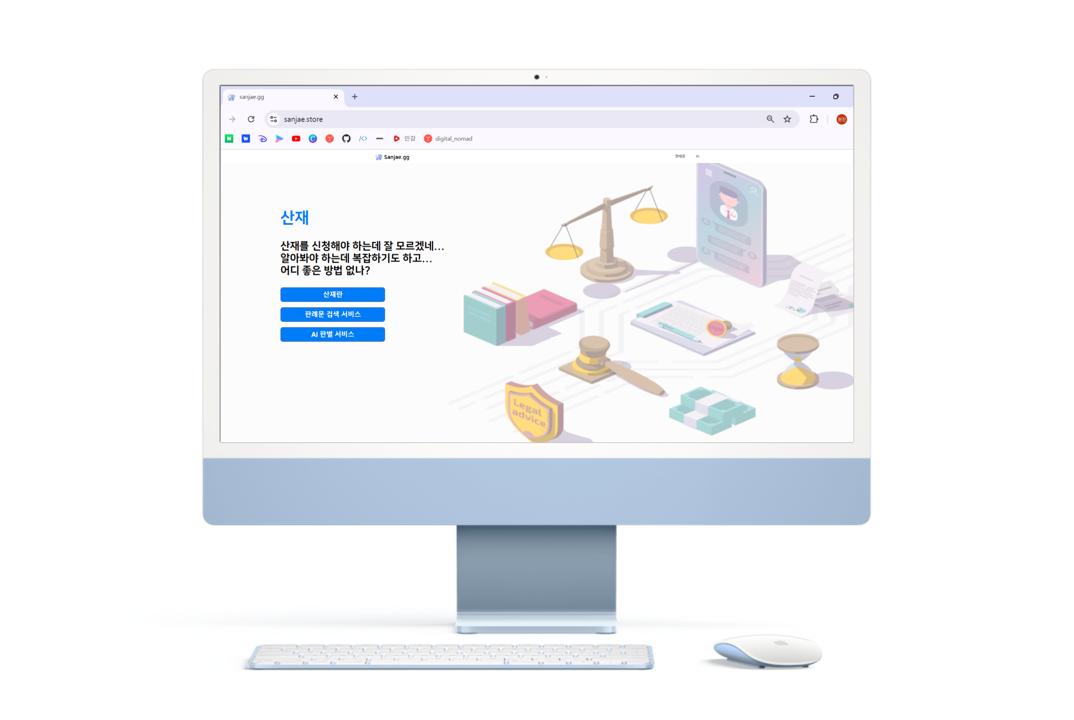 sanjae.gg
sanjae.store
민갑
digital_nomad
Sanjae.gg
산재
산재를 신청해야 하는데 잘 모르겠네...
알아봐야 하는데 복잡하기도 하고...
어디 좋은 방법 없나?
산재란
판례문 검색 서비스
AI 판별 서비스
Legal
advice